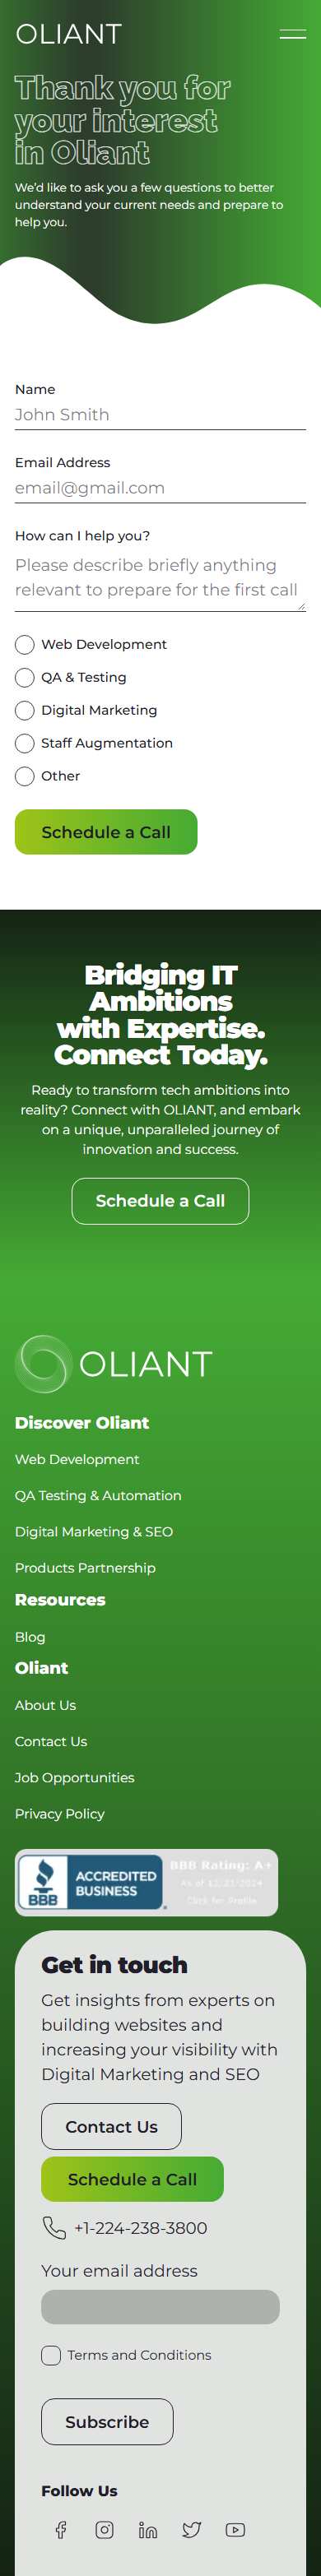 OLIANT
Thank you for
your interest
in Oliant
We'd like to ask you a few questions to better
understand your current needs and prepare to
help you.
Name
John Smith
Email Address
email@gmail.com
How can I help you?
Please describe briefly anything
relevant to prepare for the first call
Web Development
QA & Testing
Digital Marketing
Staff Augmentation
Other
Schedule a Call
Bridging IT
Ambitions
with Expertise.
Connect Today.
Ready to transform tech ambitions into
reality? Connect with OLIANT, and embark
on a unique, unparalleled journey of
innovation and success.
Schedule a Call
OLIANT
Discover Oliant
Web Development
QA Testing & Automation
Digital Marketing & SEO
Products Partnership
Resources
Blog
Oliant
About Us
Contact Us
Job Opportunities
Privacy Policy
BBB
ACCREDITED
BUSINESS
BBB Rating: A+
As of 12/21/2024
Click for Profile
Get in touch
Get insights from experts on
building websites and
increasing your visibility with
Digital Marketing and SEO
Contact Us
Schedule a Call
+1-224-238-3800
Your email address
Terms and Conditions
Subscribe
Follow Us